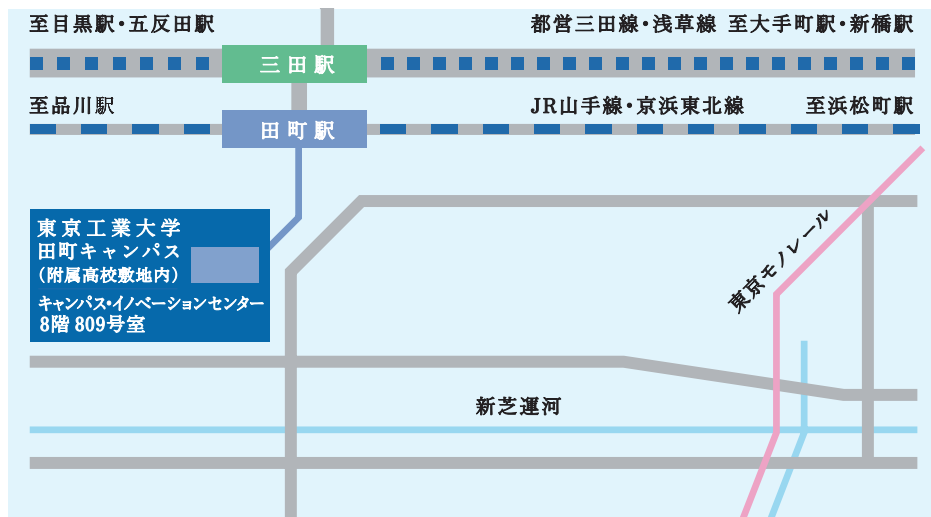 至目黒駅・五反田駅
都営三田線・浅草線 至大手町駅・新橋駅
三田駅
至品川駅
JR山手線・京浜東北線
至浜松町駅
田町駅
東京工業大学
田町キャンパス
(附属高校敷地内)
キャンパス・イノベーションセンター
8階 809号室
東京モノレール
新芝運河